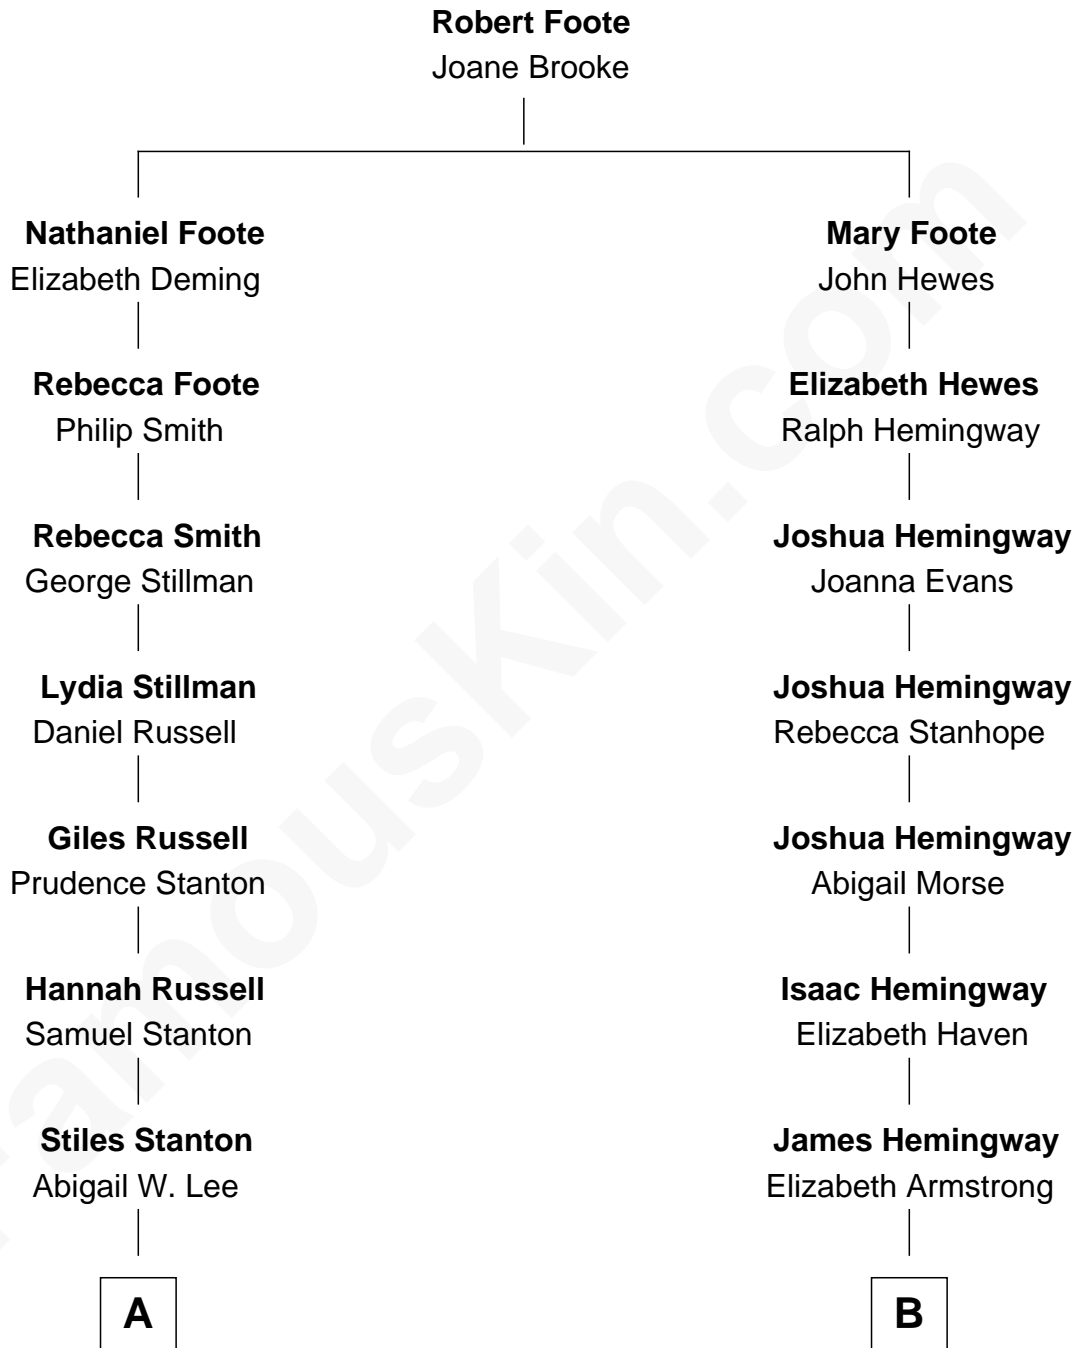 Robert Foote
Joane Brooke
Nathaniel Foote
Elizabeth Deming
Mary Foote
John Hewes
Rebecca Foote
Philip Smith
Elizabeth Hewes
Ralph Hemingway
Rebecca Smith
George Stillman
Joshua Hemingway
Joanna Evans
Lydia Stillman
Daniel Russell
Joshua Hemingway
Rebecca Stanhope
Giles Russell
Prudence Stanton
Joshua Hemingway
Abigail Morse
Hannah Russell
Samuel Stanton
Isaac Hemingway
Elizabeth Haven
Stiles Stanton
Abigail W. Lee
James Hemingway
Elizabeth Armstrong
A
B
FamousKin.com